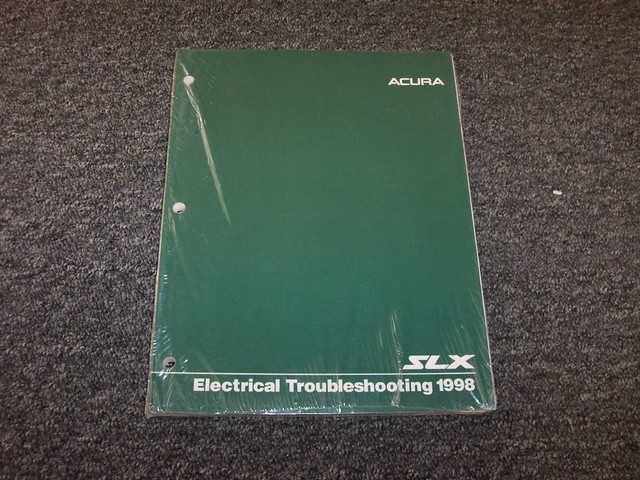 ACURA
SLX
Electrical Troubleshooting 1998